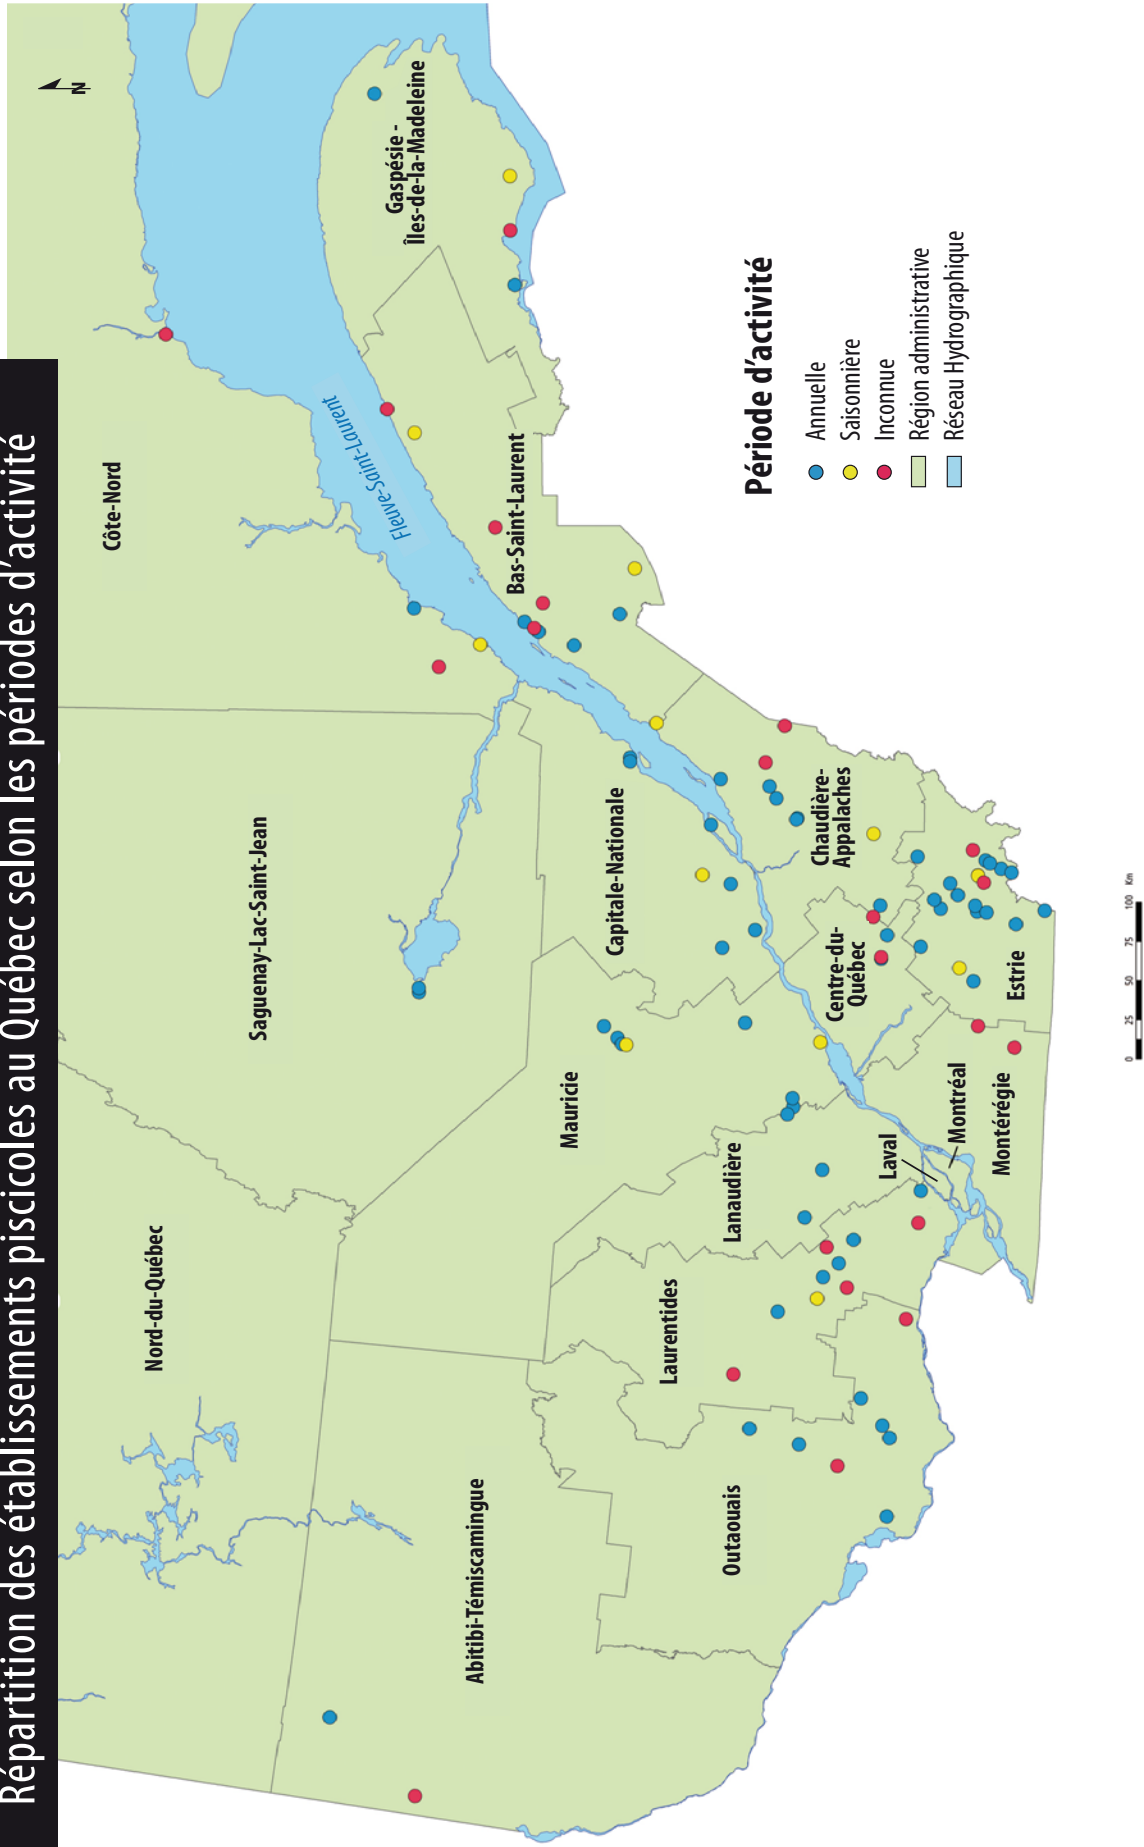 Répartition des établissements piscicoles au Québec selon les périodes d'activité
N
Côte-Nord
Gaspésie -
Îles-de-la-Madeleine
Fleuve-Saint-Laurent
Bas-Saint-Laurent
Nord-du-Québec
Saguenay-Lac-Saint-Jean
Capitale-Nationale
Chaudière-
Appalaches
Mauricie
Centre-du-
Québec
Estrie
Abitibi-Témiscamingue
Outaouais
Laurentides
Lanaudière
Laval
Montréal
Montérégie
Période d'activité
Annuelle
Saisonnière
Inconnue
Région administrative
Réseau Hydrographique
0 25 50 75 100 Km